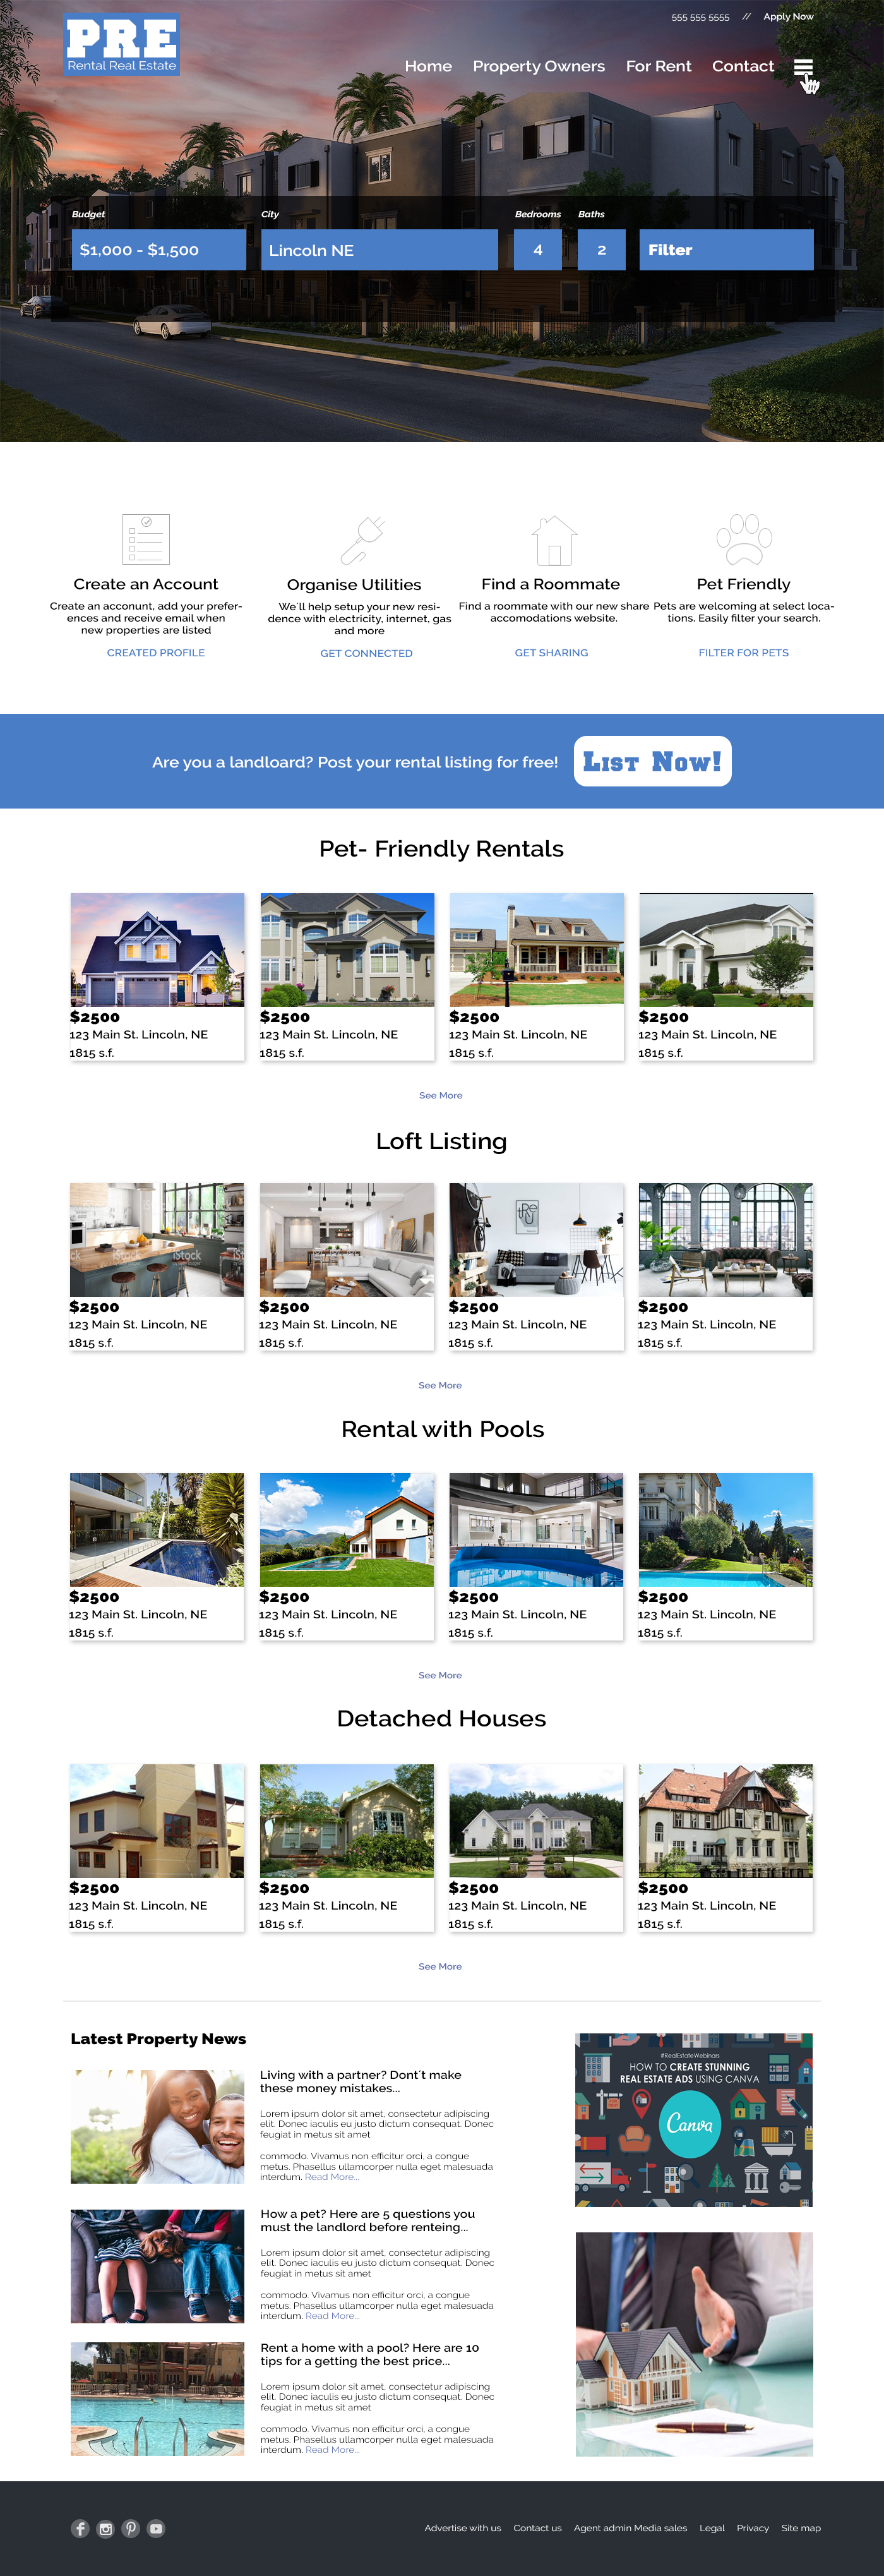 555 555 5555 // Apply Now
PRE
Rental Real Estate
Home Property Owners For Rent Contact
Budget City Bedrooms Baths
$1,000 - $1,500 Lincoln NE 4 2 Filter
Create an Account
Create an acconunt, add your prefer-
ences and receive email when
new properties are listed
CREATED PROFILE
Organise Utilities
We'll help setup your new resi-
dence with electricity, internet, gas
and more
GET CONNECTED
Find a Roommate
Find a roommate with our new share
accomodations website.
GET SHARING
Pet Friendly
Pets are welcoming at select loca-
tions. Easily filter your search.
FILTER FOR PETS
Are you a landloard? Post your rental listing for free! List Now!
Pet- Friendly Rentals
$2500 $2500 $2500 $2500
123 Main St. Lincoln, NE 123 Main St. Lincoln, NE 123 Main St. Lincoln, NE 123 Main St. Lincoln, NE
1815 s.f. 1815 s.f. 1815 s.f. 1815 s.f.
See More
Loft Listing
iStock iStock
$2500 $2500 $2500 $2500
123 Main St. Lincoln, NE 123 Main St. Lincoln, NE 123 Main St. Lincoln, NE 123 Main St. Lincoln, NE
1815 s.f. 1815 s.f. 1815 s.f. 1815 s.f.
See More
Rental with Pools
$2500 $2500 $2500 $2500
123 Main St. Lincoln, NE 123 Main St. Lincoln, NE 123 Main St. Lincoln, NE 123 Main St. Lincoln, NE
1815 s.f. 1815 s.f. 1815 s.f. 1815 s.f.
See More
Detached Houses
$2500 $2500 $2500 $2500
123 Main St. Lincoln, NE 123 Main St. Lincoln, NE 123 Main St. Lincoln, NE 123 Main St. Lincoln, NE
1815 s.f. 1815 s.f. 1815 s.f. 1815 s.f.
See More
Latest Property News
Living with a partner? Dont't make
these money mistakes...
Lorem ipsum dolor sit amet, consectetur adipiscing
elit. Donec iaculis eu justo dictum consequat. Donec
feugiat in metus sit amet
commodo. Vivamus non efficitur orci, a congue
metus. Phasellus ullamcorper nulla eget malesuada
interdum. Read More...
How a pet? Here are 5 questions you
must the landlord before renteing...
Lorem ipsum dolor sit amet, consectetur adipiscing
elit. Donec iaculis eu justo dictum consequat. Donec
feugiat in metus sit amet
commodo. Vivamus non efficitur orci, a congue
metus. Phasellus ullamcorper nulla eget malesuada
interdum. Read More...
Rent a home with a pool? Here are 10
tips for a getting the best price...
Lorem ipsum dolor sit amet, consectetur adipiscing
elit. Donec iaculis eu justo dictum consequat. Donec
feugiat in metus sit amet
commodo. Vivamus non efficitur orci, a congue
metus. Phasellus ullamcorper nulla eget malesuada
interdum. Read More...
#RealEstateWebinars
HOW TO CREATE STUNNING
REAL ESTATE ADS USING CANVA
Canva
Advertise with us Contact us Agent admin Media sales Legal Privacy Site map